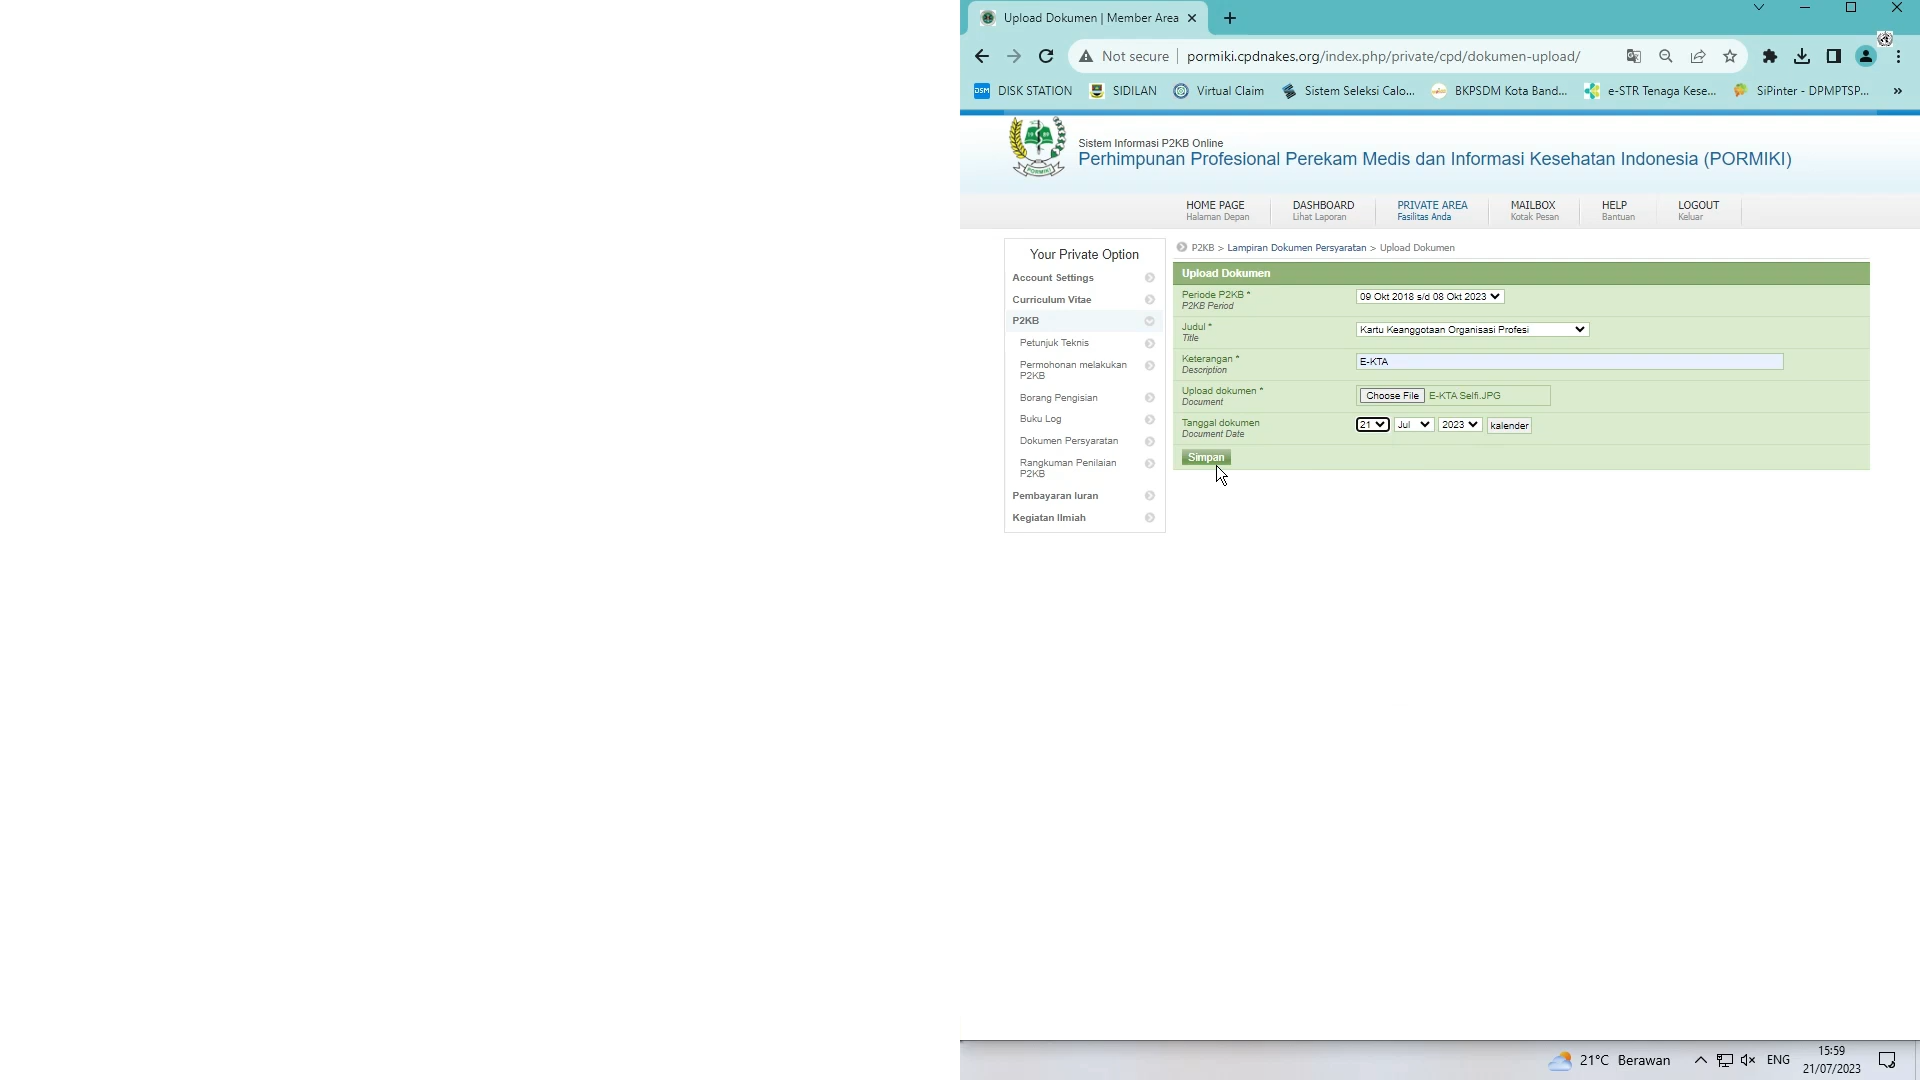 Upload Dokumen | Member Area
Not secure
pormiki.cpdnakes.org/index.php/private/cpd/dokumen-upload/
DISK STATION
SIDILAN
Virtual Claim
Sistem Seleksi Calo...
BKPSDM Kota Band...
e-STR Tenaga Kese...
SiPinter - DPMPTSP...
»
Sistem Informasi P2KB Online
Perhimpunan Profesional Perekam Medis dan Informasi Kesehatan Indonesia (PORMIKI)
PORMIKI
HOME PAGE
Halaman Depan
DASHBOARD
Lihat Laporan
PRIVATE AREA
Fasilitas Anda
MAILBOX
Kotak Pesan
HELP
Bantuan
LOGOUT
Keluar
Your Private Option
Account Settings
Curriculum Vitae
P2KB
Petunjuk Teknis
Permohonan melakukan
P2KB
Borang Pengisian
Buku Log
Dokumen Persyaratan
Rangkuman Penilaian
P2KB
Pembayaran Iuran
Kegiatan Ilmiah
P2KB > Lampiran Dokumen Persyaratan > Upload Dokumen
Upload Dokumen
Periode P2KB *
P2KB Period
09 Okt 2018 s/d 08 Okt 2023
Judul *
Title
Kartu Keanggotaan Organisasi Profesi
Keterangan *
Description
E-KTA
Upload dokumen *
Document
Choose File E-KTA Selfi.JPG
Tanggal dokumen
Document Date
21 Jul 2023 kalender
Simpan
21°C Berawan
ENG
15:59
21/07/2023